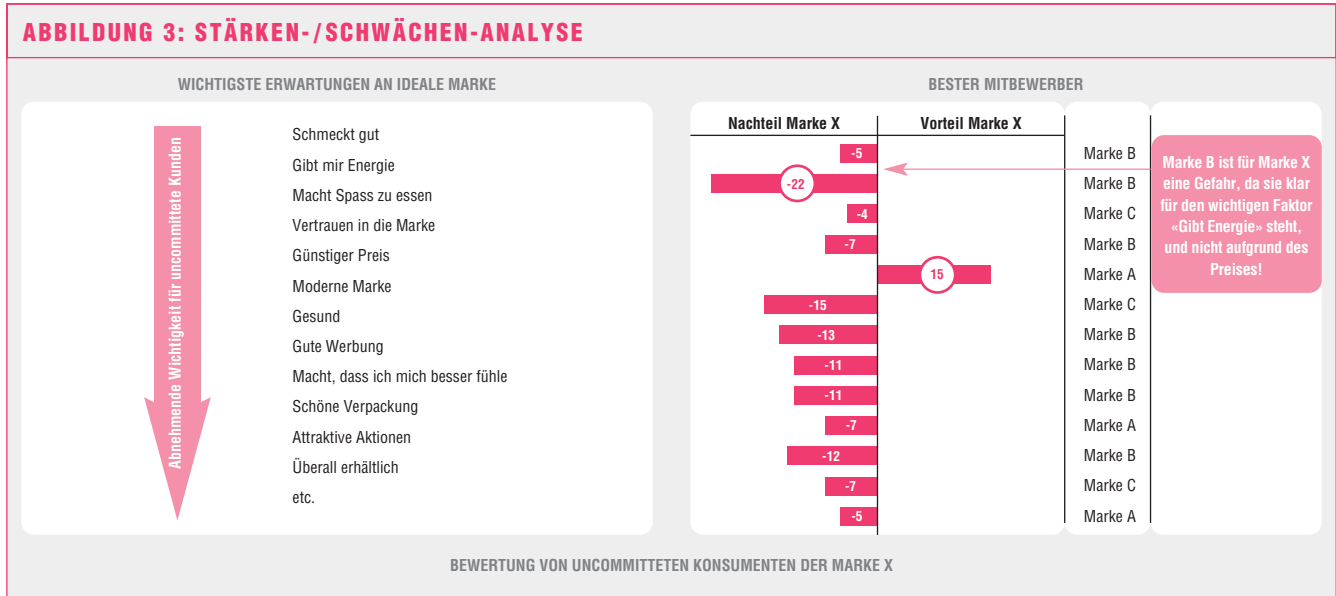 ABBILDUNG 3: STÄRKEN-/SCHWÄCHEN-ANALYSE
WICHTIGSTE ERWARTUNGEN AN IDEALE MARKE
Abnehmende Wichtigkeit für uncommittete Kunden
Schmeckt gut
Gibt mir Energie
Macht Spass zu essen
Vertrauen in die Marke
Günstiger Preis
Moderne Marke
Gesund
Gute Werbung
Macht, dass ich mich besser fühle
Schöne Verpackung
Attraktive Aktionen
Überall erhältlich
etc.
BESTER MITBEWERBER
Nachteil Marke X Vorteil Marke X
-5 Marke B
-22 Marke B
-4 Marke C
-7 Marke B
15 Marke A
-15 Marke C
-13 Marke B
-11 Marke B
-11 Marke B
-7 Marke A
-12 Marke B
-7 Marke C
-5 Marke A
Marke B ist für Marke X
eine Gefahr, da sie klar
für den wichtigen Faktor
«Gibt Energie» steht,
und nicht aufgrund des
Preises!
BEWERTUNG VON UNCOMMITTETEN KONSUMENTEN DER MARKE X